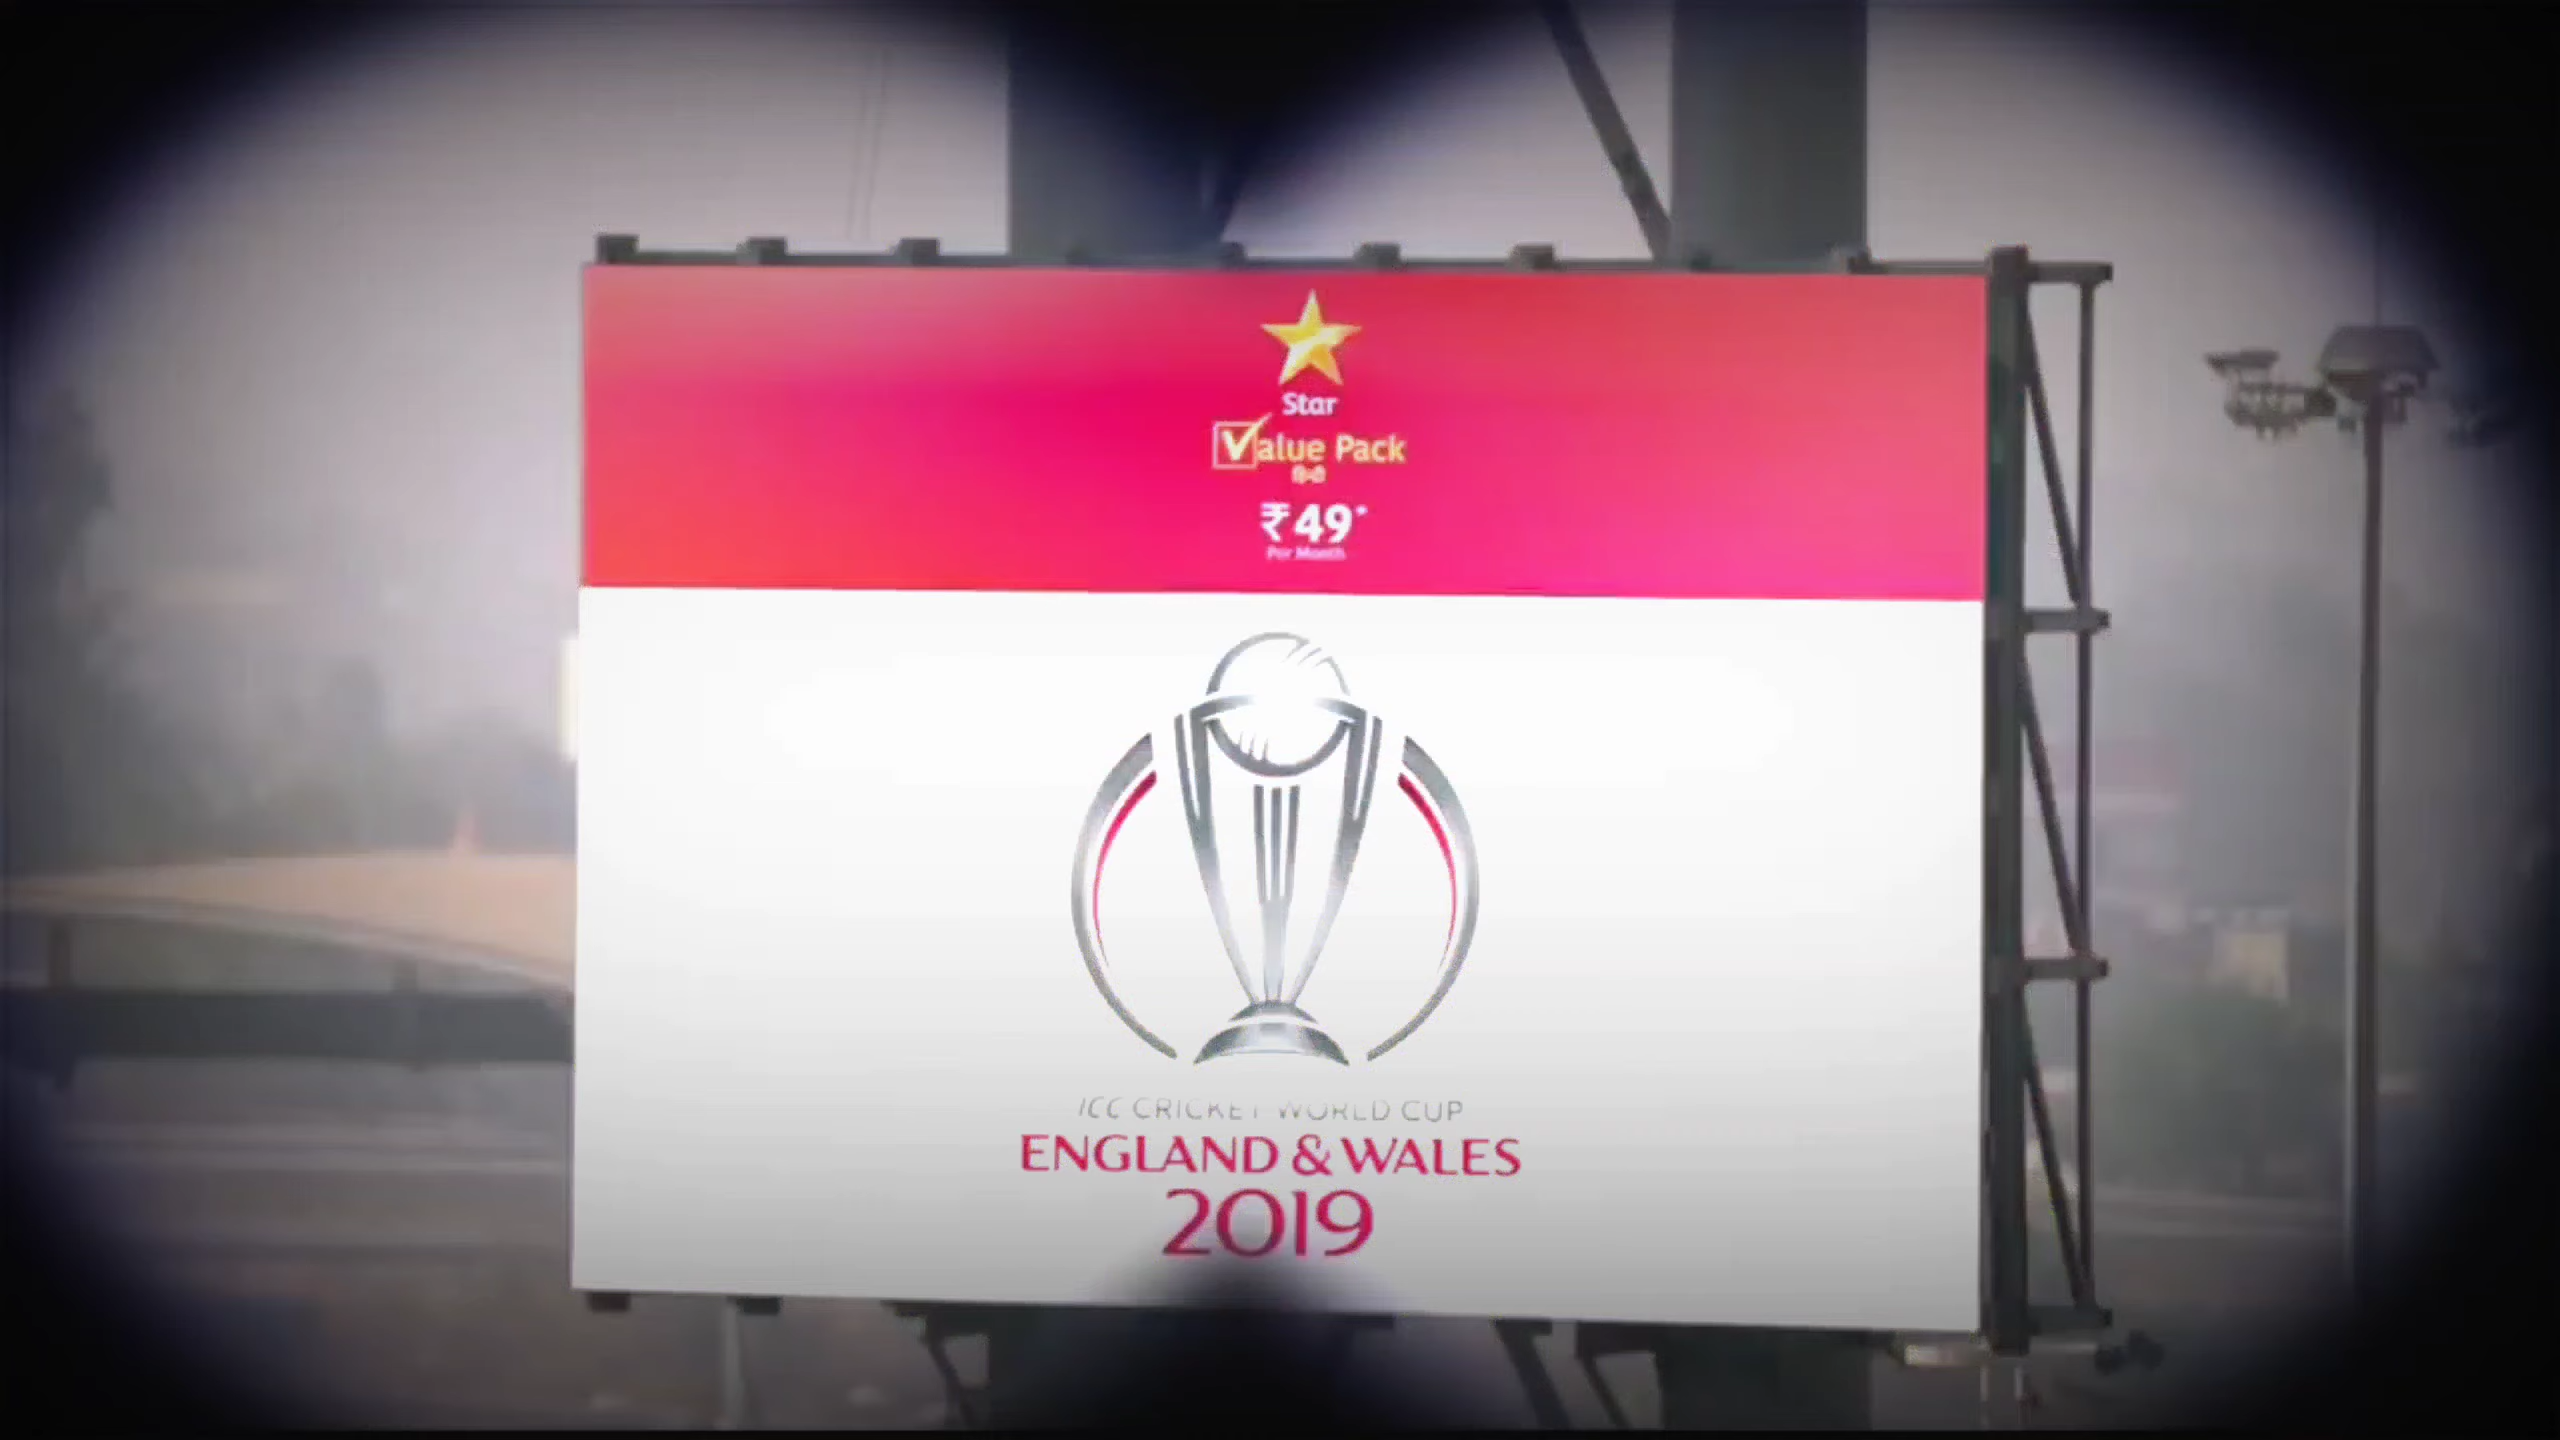 Star
Value Pack
हिन्दी
₹49*
Per Month
ICC CRICKET WORLD CUP
ENGLAND & WALES
2019